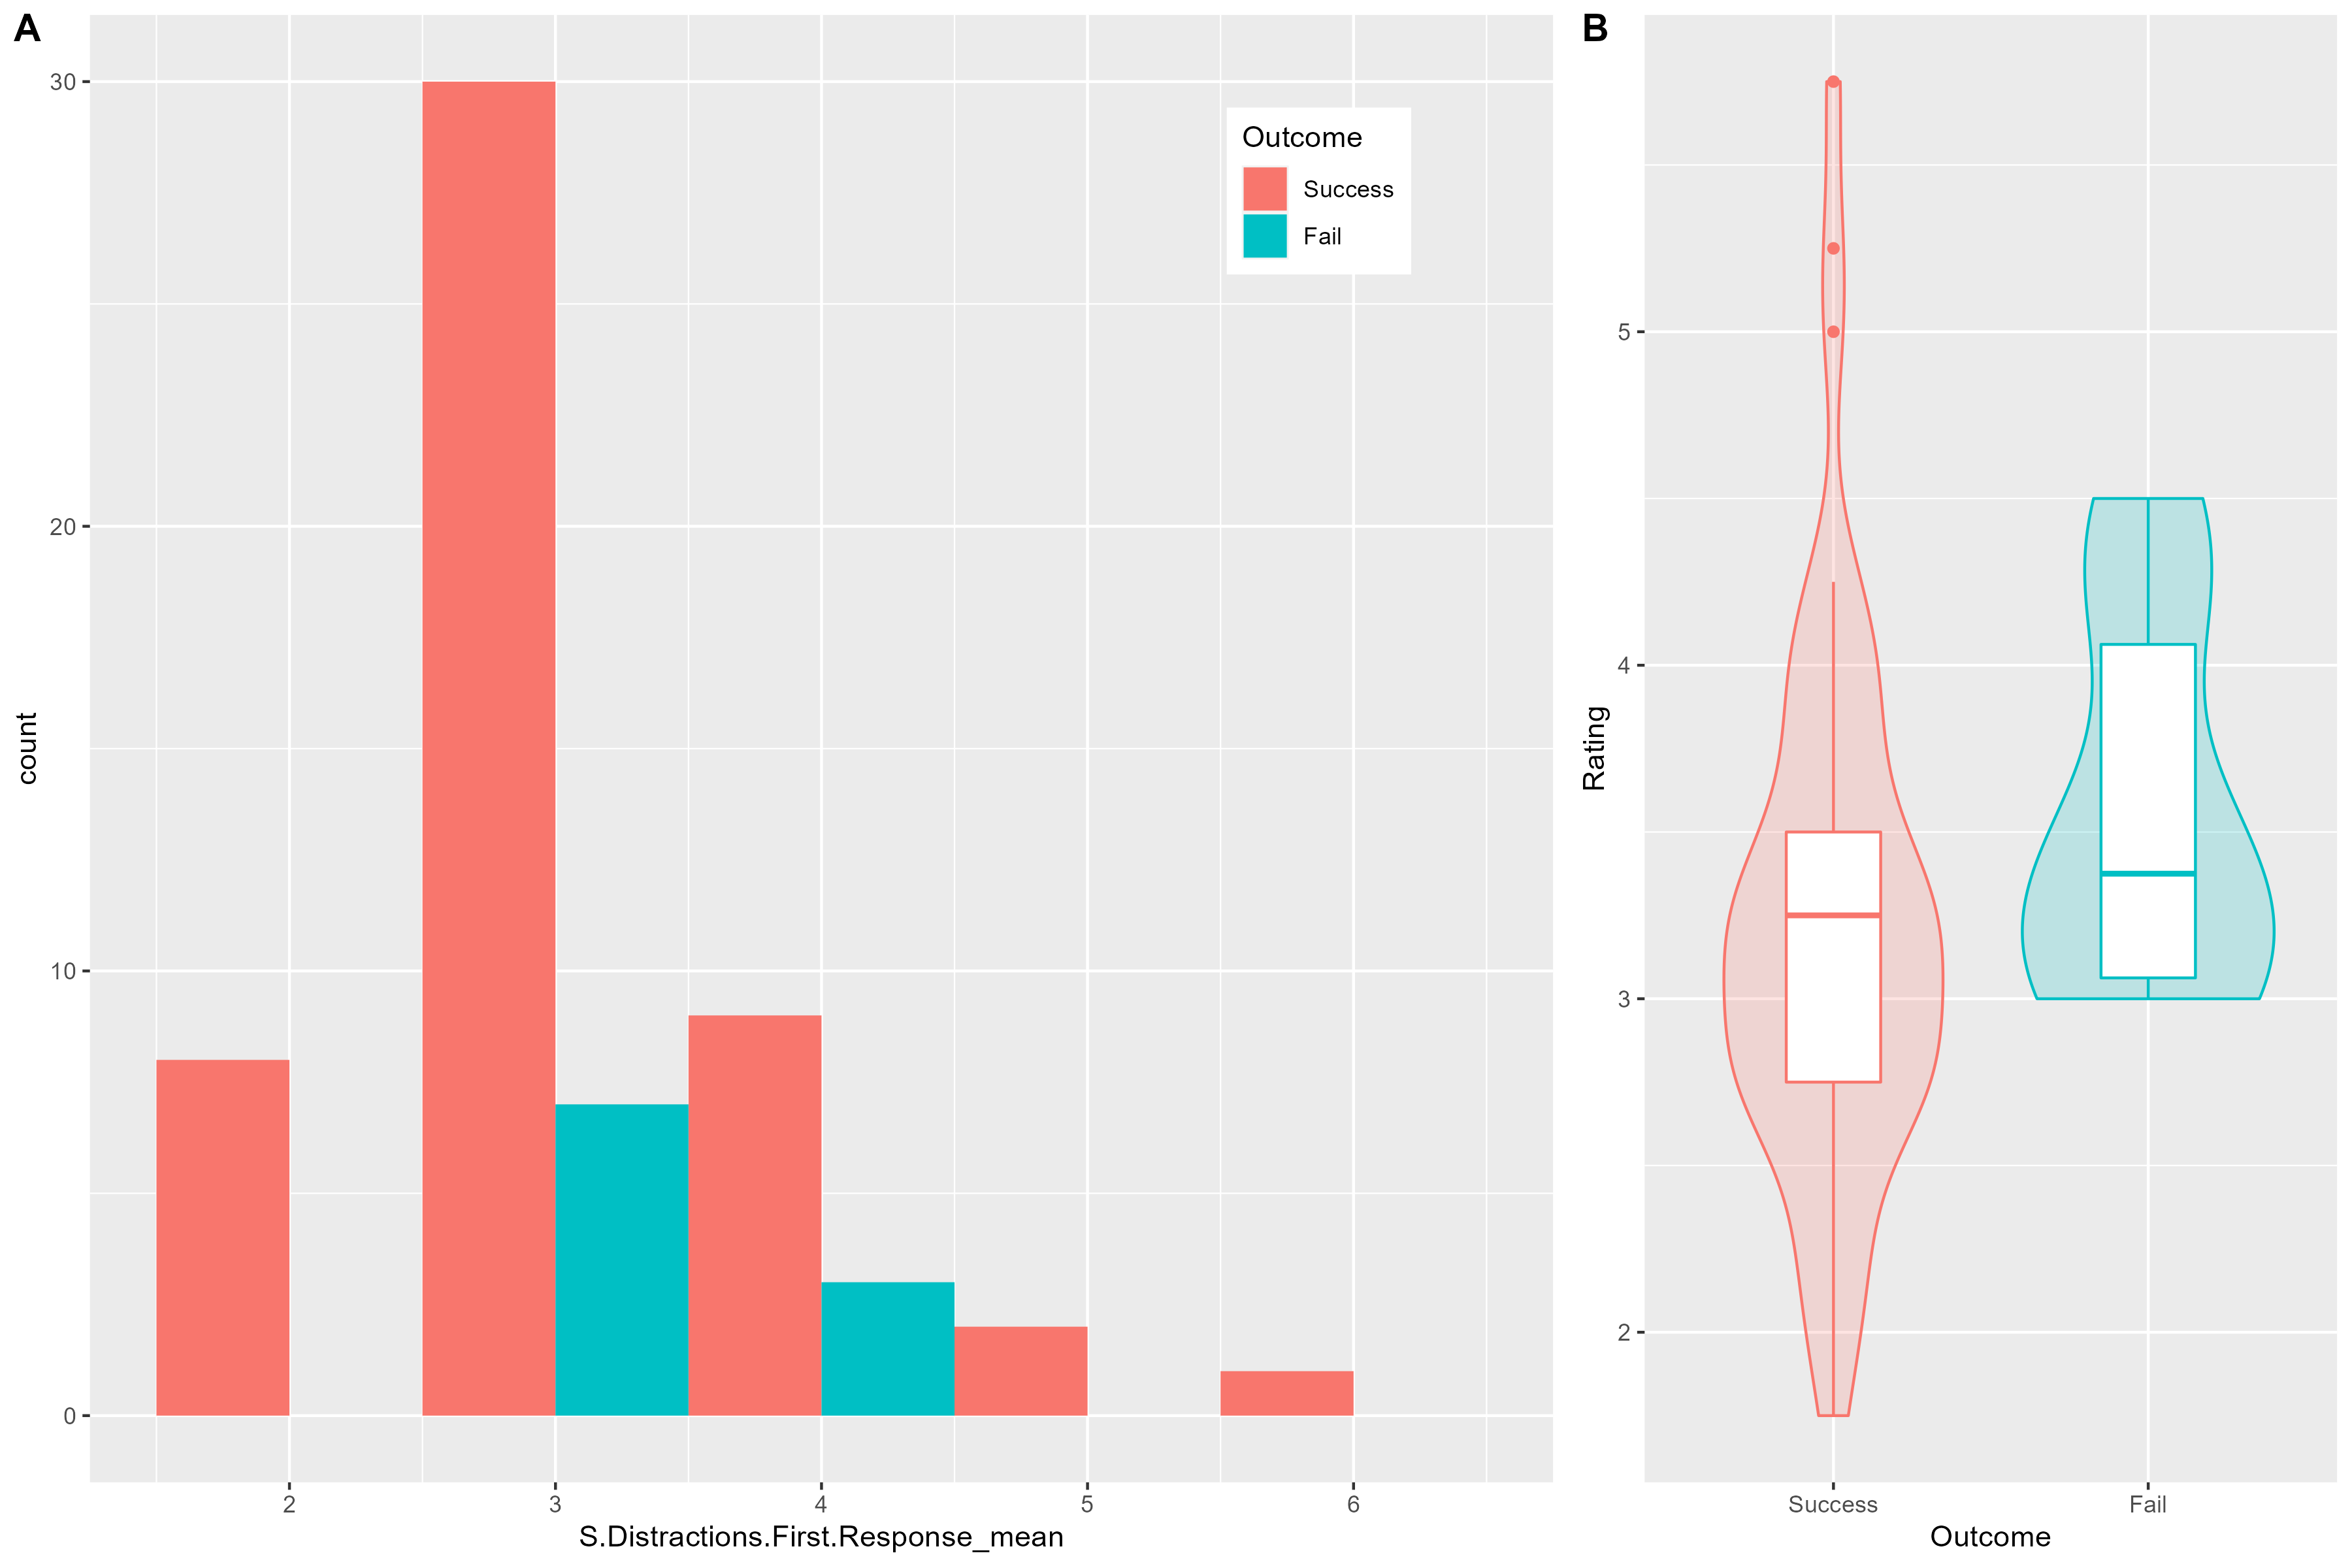 A
30
20
10
0
count
2 3 4 5 6
S.Distractions.First.Response_mean
Outcome
Success
Fail
B
5
4
3
2
Rating
Success Fail
Outcome